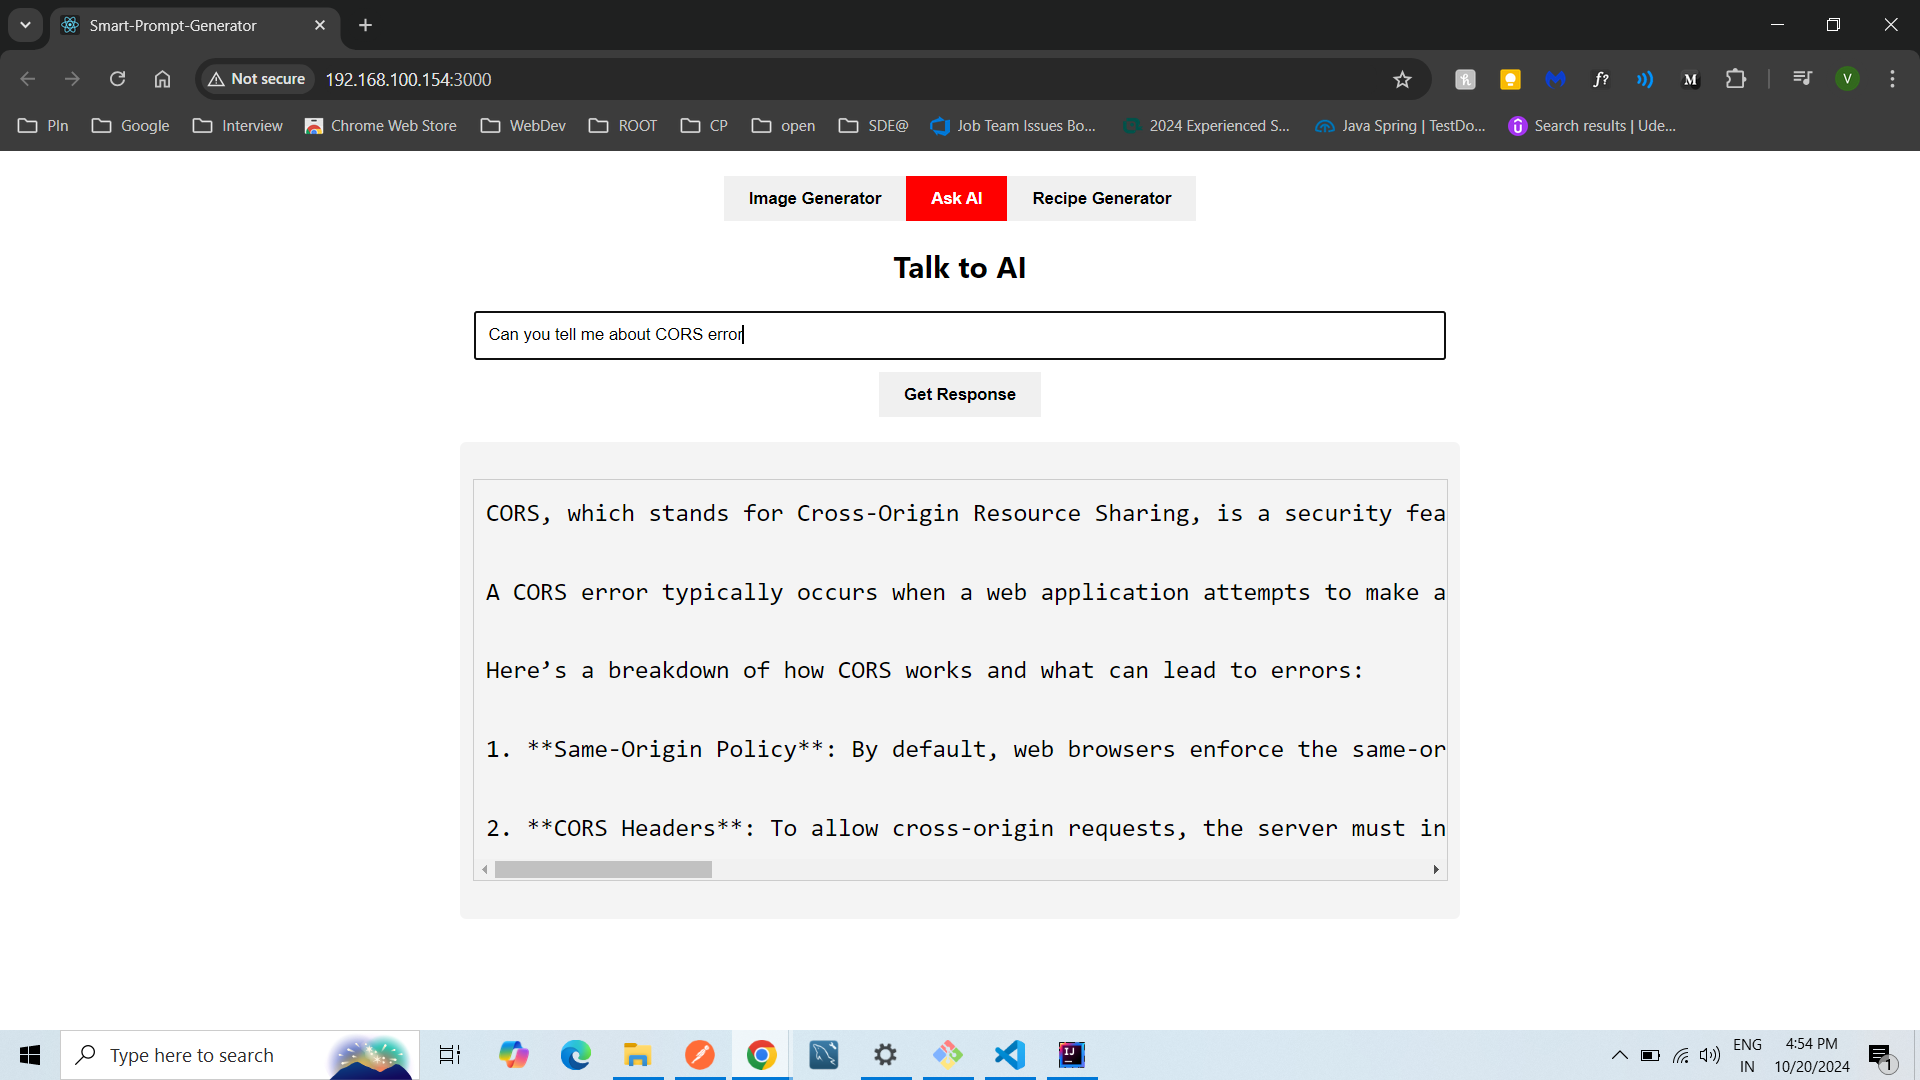 Smart-Prompt-Generator
Not secure 192.168.100.154:3000
PIn Google Interview Chrome Web Store WebDev ROOT CP open SDE@ Job Team Issues Bo... 2024 Experienced S... Java Spring | TestDo... Search results | Ude...
Image Generator Ask AI Recipe Generator
Talk to AI
Can you tell me about CORS error
Get Response
CORS, which stands for Cross-Origin Resource Sharing, is a security fea
A CORS error typically occurs when a web application attempts to make a
Here’s a breakdown of how CORS works and what can lead to errors:
1. **Same-Origin Policy**: By default, web browsers enforce the same-or
2. **CORS Headers**: To allow cross-origin requests, the server must in
Type here to search
ENG 4:54 PM
IN 10/20/2024 1